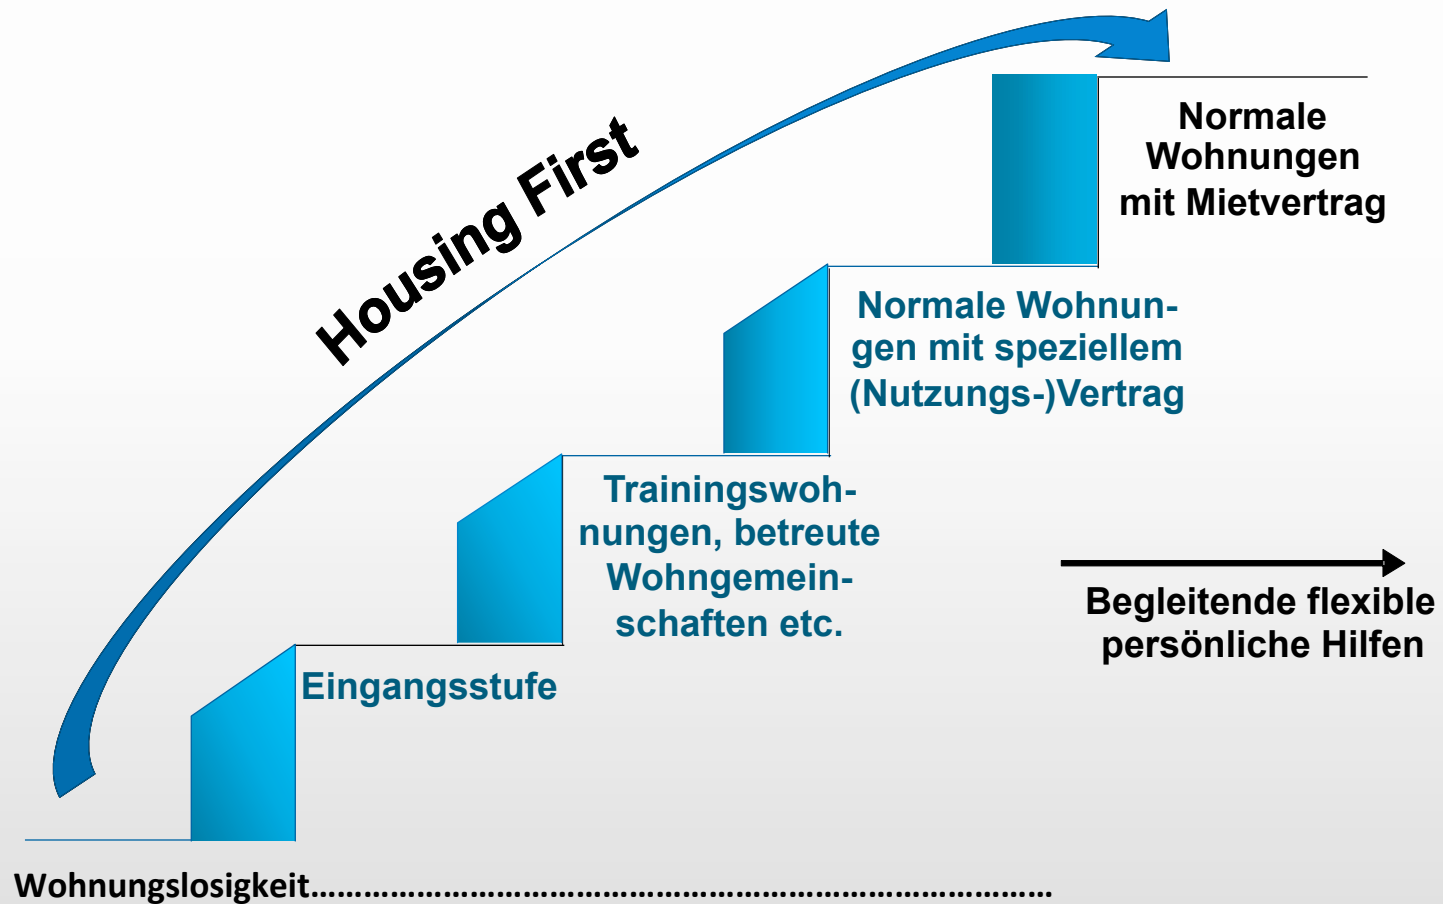 Housing First
Normale
Wohnungen
mit Mietvertrag
Normale Wohnun-
gen mit speziellem
(Nutzungs-)Vertrag
Trainingswoh-
nungen, betreute
Wohngemein-
schaften etc.
Begleitende flexible
persönliche Hilfen
Eingangsstufe
Wohnungslosigkeit………………………………………………………………………